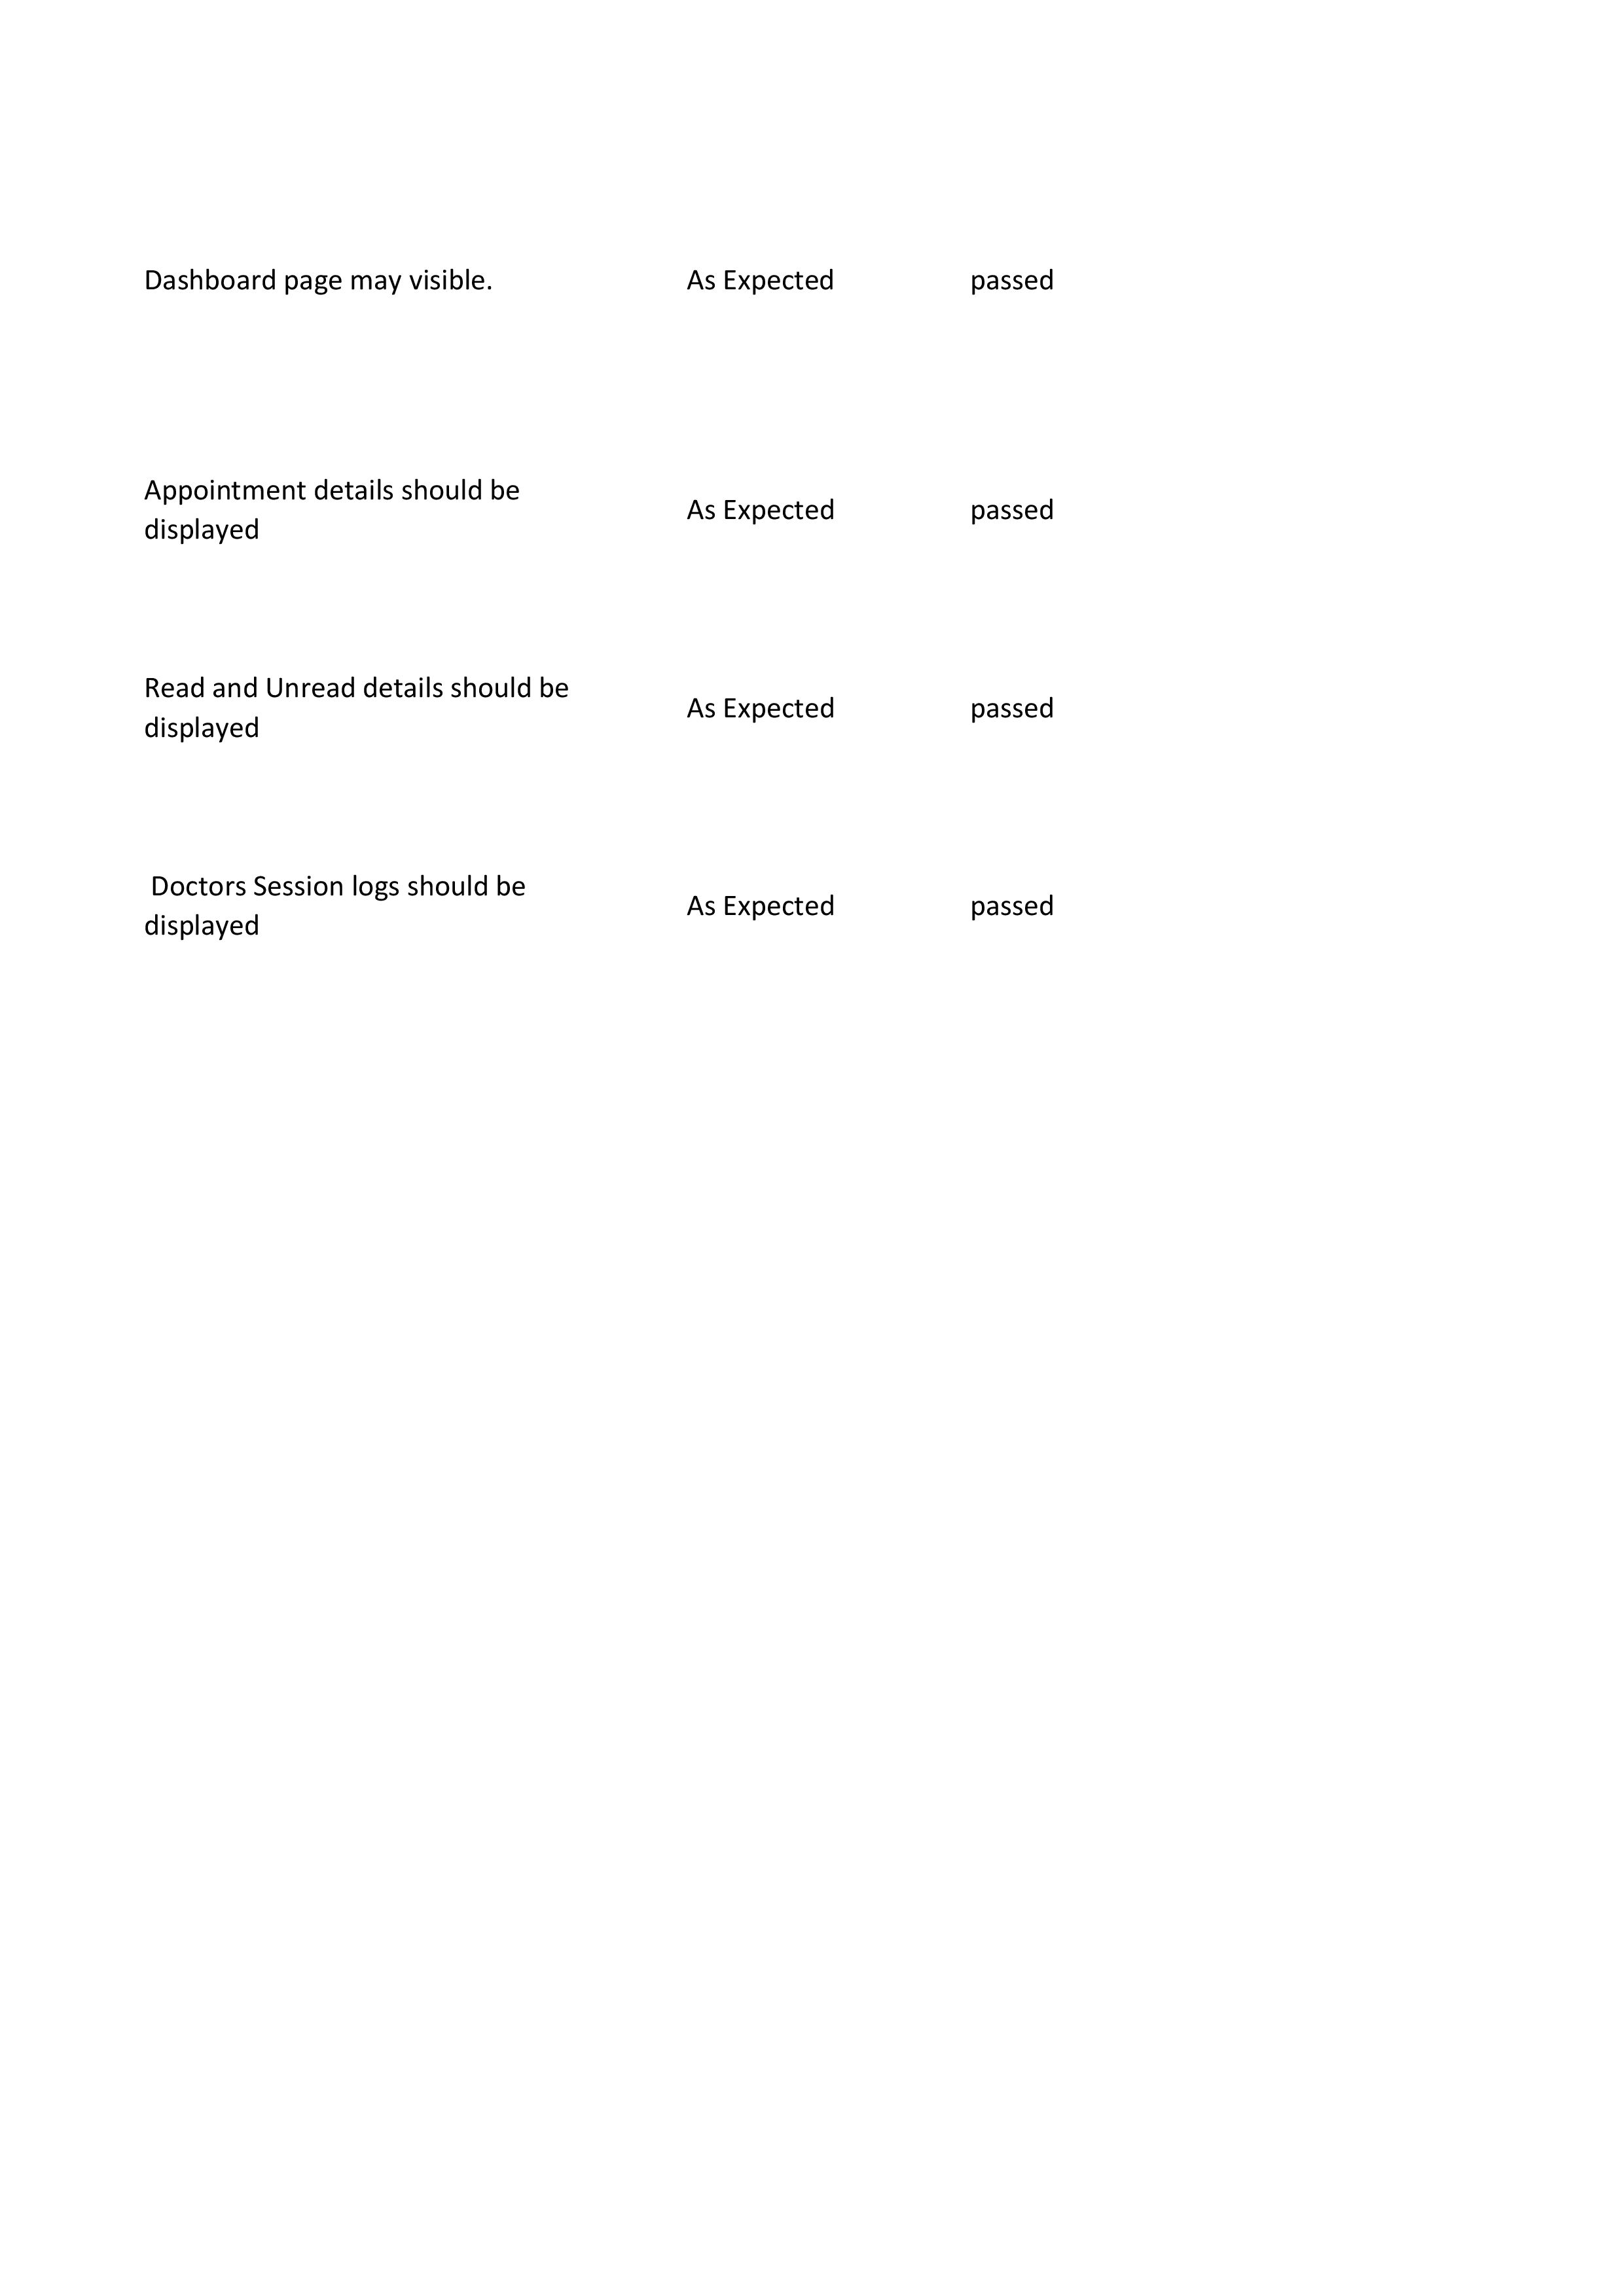 Dashboard page may visible. As Expected passed
Appointment details should be
displayed
As Expected passed
Read and Unread details should be
displayed
As Expected passed
Doctors Session logs should be
displayed
As Expected passed